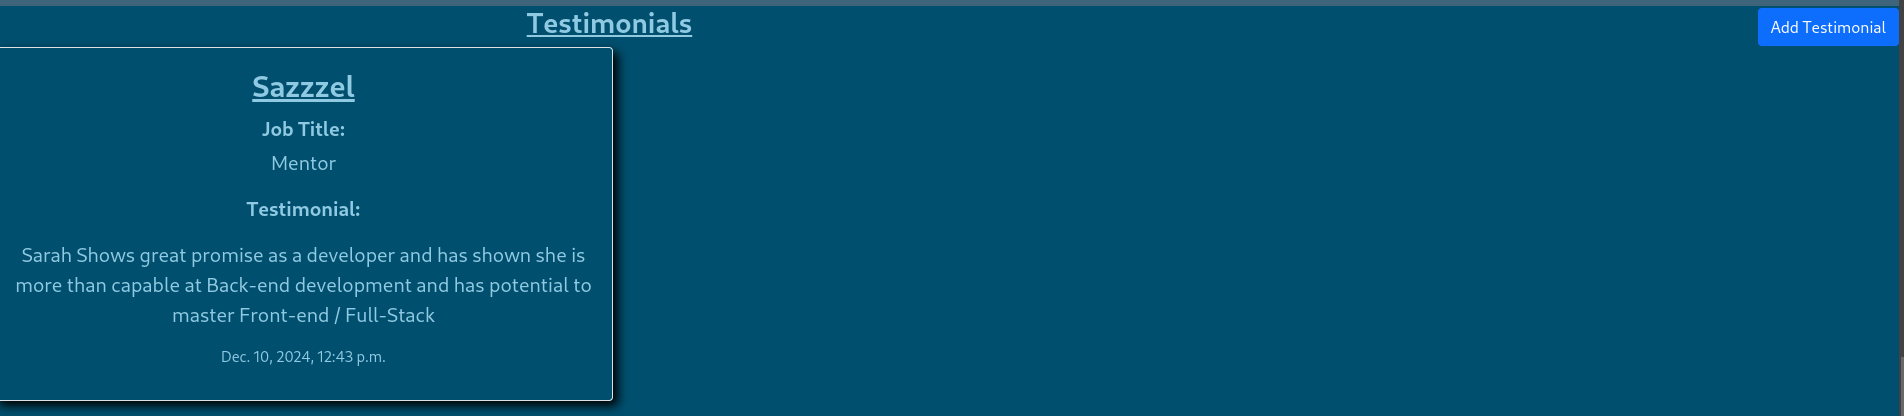 Testimonials
Add Testimonial
Sazzzel
Job Title:
Mentor
Testimonial:
Sarah Shows great promise as a developer and has shown she is
more than capable at Back-end development and has potential to
master Front-end / Full-Stack
Dec. 10, 2024, 12:43 p.m.